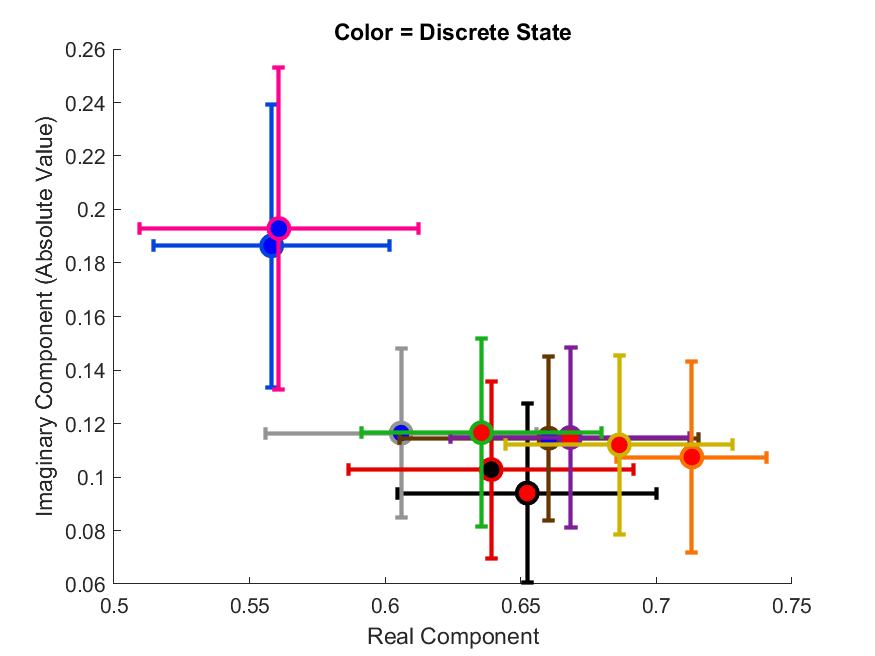 Color = Discrete State
Imaginary Component (Absolute Value)
0.26
0.24
0.22
0.2
0.18
0.16
0.14
0.12
0.1
0.08
0.06
0.5 0.55 0.6 0.65 0.7 0.75
Real Component